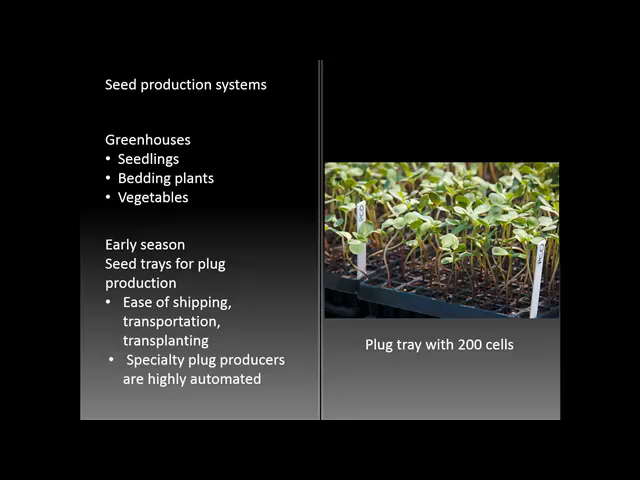 Seed production systems
Greenhouses
• Seedlings
• Bedding plants
• Vegetables
Early season
Seed trays for plug
production
• Ease of shipping,
transportation,
transplanting
• Specialty plug producers
are highly automated
Plug tray with 200 cells